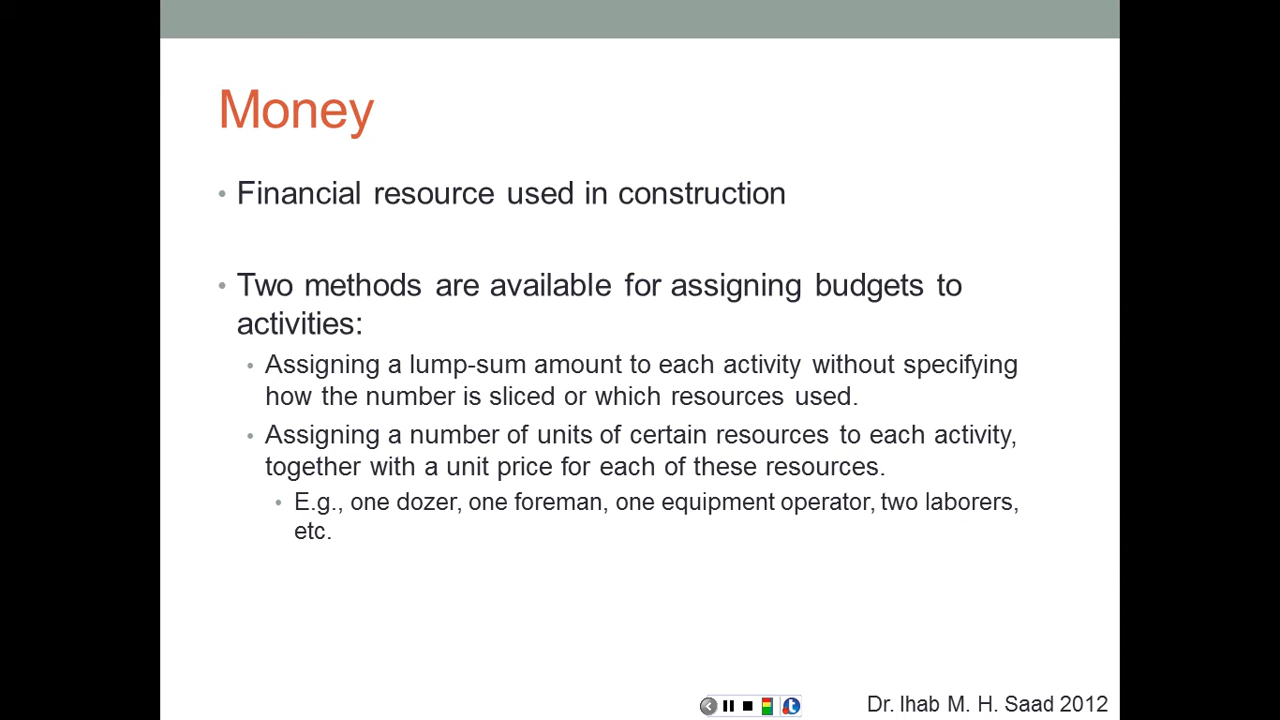 Money
• Financial resource used in construction
• Two methods are available for assigning budgets to
activities:
• Assigning a lump-sum amount to each activity without specifying
how the number is sliced or which resources used.
• Assigning a number of units of certain resources to each activity,
together with a unit price for each of these resources.
• E.g., one dozer, one foreman, one equipment operator, two laborers,
etc.
Dr. Ihab M. H. Saad 2012